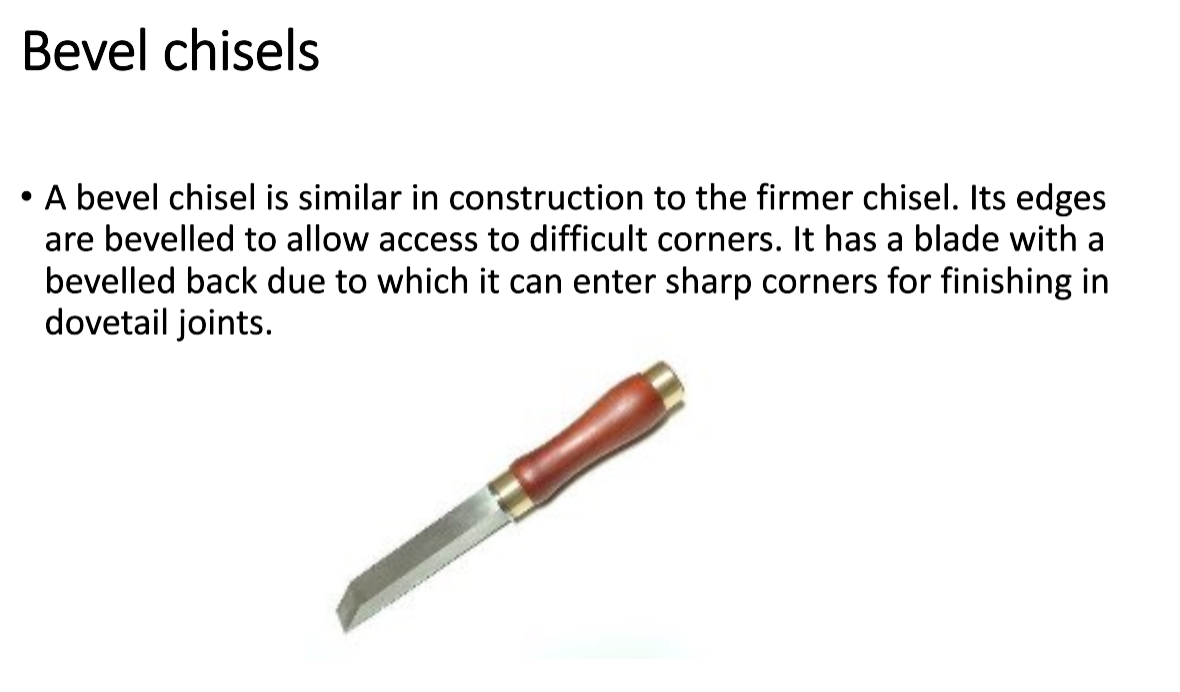 Bevel chisels
• A bevel chisel is similar in construction to the firmer chisel. Its edges
are bevelled to allow access to difficult corners. It has a blade with a
bevelled back due to which it can enter sharp corners for finishing in
dovetail joints.